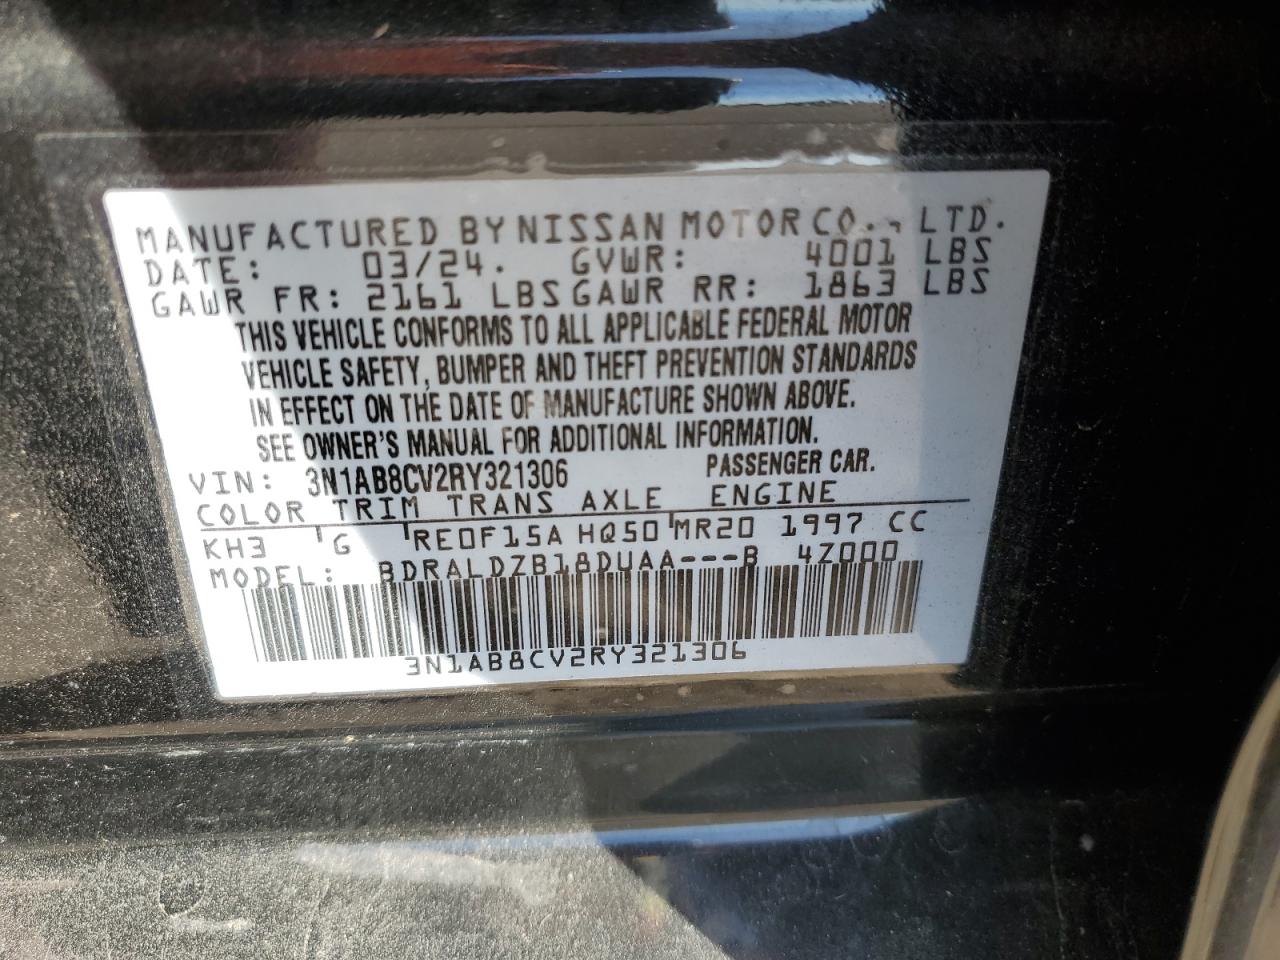 MANUFACTURED BY NISSAN MOTOR CO., LTD.
DATE: 03/24. GVWR: 4001 LBS
GAWR FR: 2161 LBS GAWR RR: 1863 LBS
THIS VEHICLE CONFORMS TO ALL APPLICABLE FEDERAL MOTOR
VEHICLE SAFETY, BUMPER AND THEFT PREVENTION STANDARDS
IN EFFECT ON THE DATE OF MANUFACTURE SHOWN ABOVE.
SEE OWNER'S MANUAL FOR ADDITIONAL INFORMATION.
VIN: 3N1AB8CV2RY321306 PASSENGER CAR.
COLOR TRIM TRANS AXLE ENGINE
KH3 G RE0F15A HQ50 MR20 1997 CC
MODEL: BDRALDZB18DUAA---B 4Z000
3N1AB8CV2RY321306